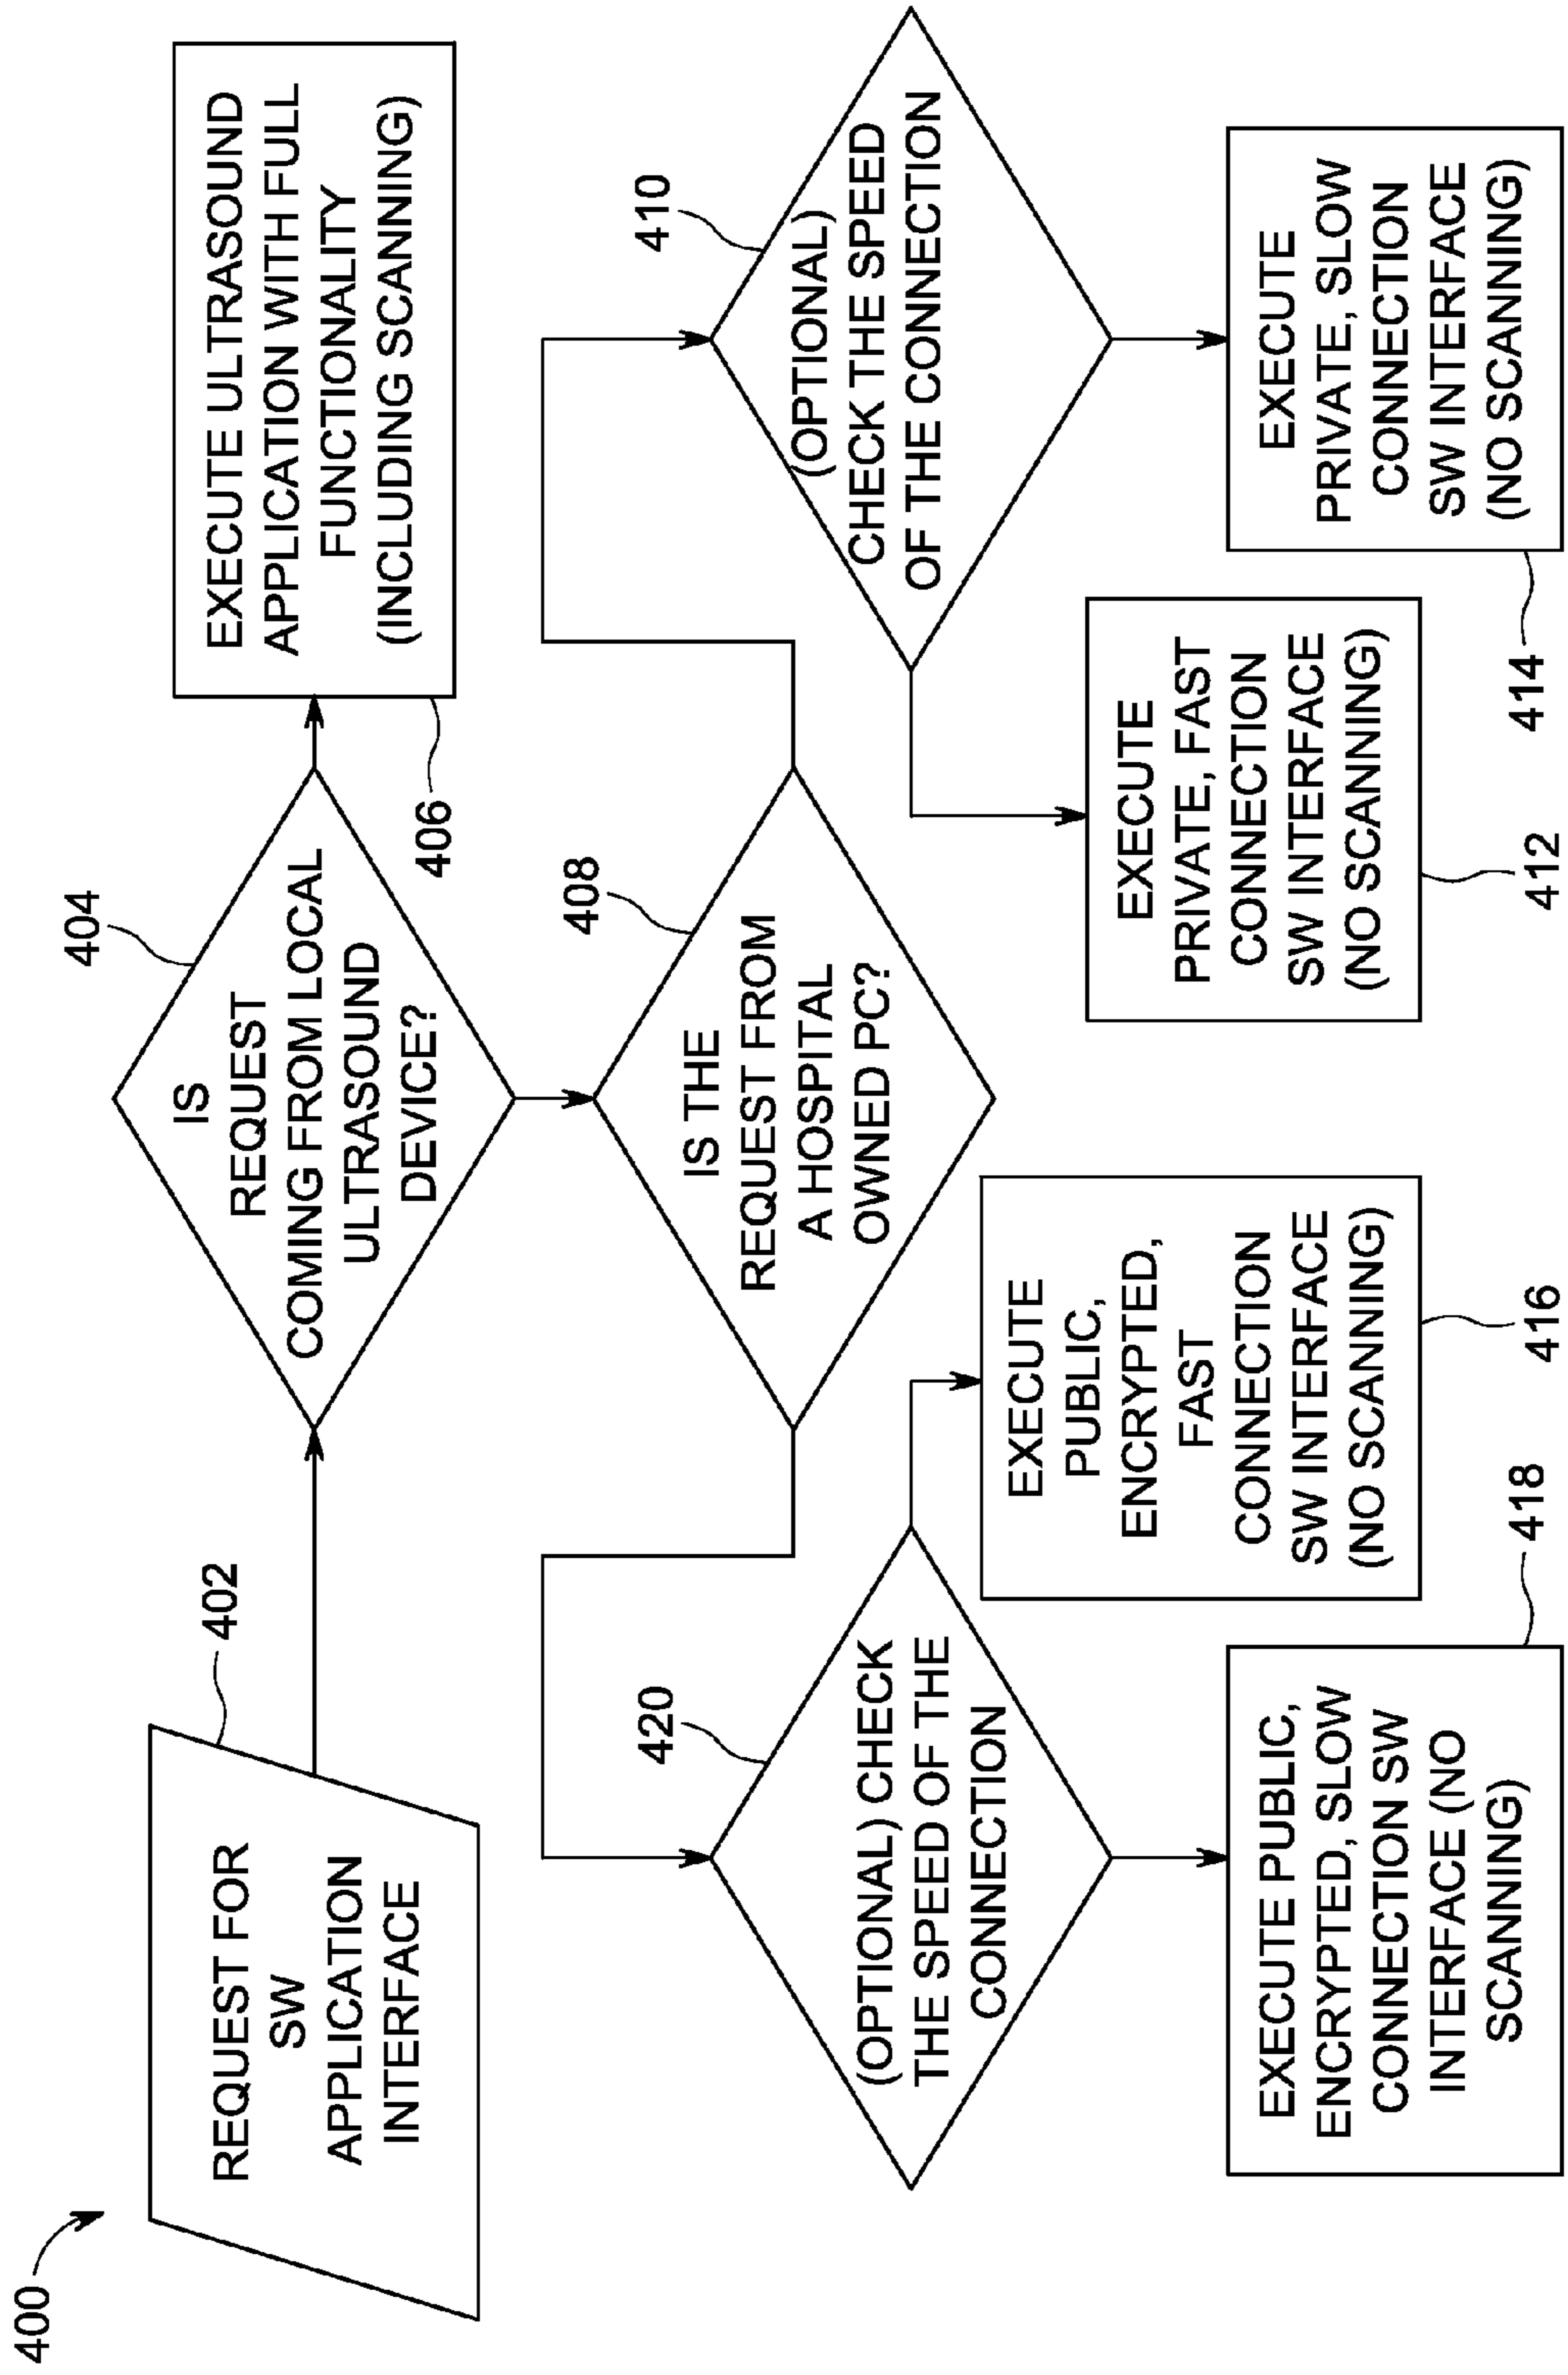 400
402
REQUEST FOR
SW
APPLICATION
INTERFACE
404
IS
REQUEST
COMING FROM LOCAL
ULTRASOUND
DEVICE?
406
EXECUTE ULTRASOUND
APPLICATION WITH FULL
FUNCTIONALITY
(INCLUDING SCANNING)
408
IS THE
REQUEST FROM
A HOSPITAL
OWNED PC?
420
(OPTIONAL) CHECK
THE SPEED OF THE
CONNECTION
410
(OPTIONAL)
CHECK THE SPEED
OF THE CONNECTION
EXECUTE PUBLIC,
ENCRYPTED, SLOW
CONNECTION SW
INTERFACE (NO
SCANNING)
418
EXECUTE
PUBLIC,
ENCRYPTED,
FAST
CONNECTION
SW INTERFACE
(NO SCANNING)
416
EXECUTE
PRIVATE, FAST
CONNECTION
SW INTERFACE
(NO SCANNING)
412
EXECUTE
PRIVATE, SLOW
CONNECTION
SW INTERFACE
(NO SCANNING)
414